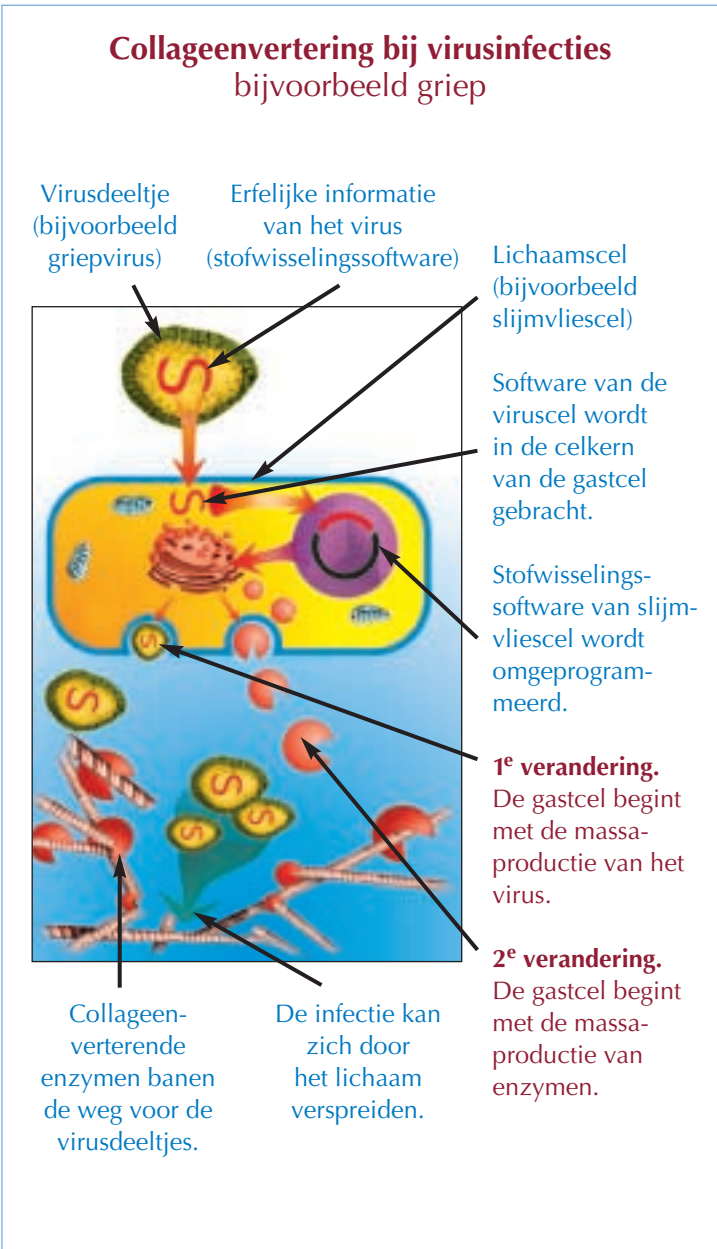 Collageenvertering bij virusinfecties
bijvoorbeeld griep
Virusdeeltje
(bijvoorbeeld
griepvirus)
Erfelijke informatie
van het virus
(stofwisselingssoftware)
Lichaamscel
(bijvoorbeeld
slijmvliescel)
Software van de
viruscel wordt
in de celkern
van de gastcel
gebracht.
Stofwisselings-
software van slijm-
vliescel wordt
omgeprogram-
meerd.
1e verandering.
De gastcel begint
met de massa-
productie van het
virus.
2e verandering.
De gastcel begint
met de massa-
productie van
enzymen.
Collageen-
verterende
enzymen banen
de weg voor de
virusdeeltjes.
De infectie kan
zich door
het lichaam
verspreiden.